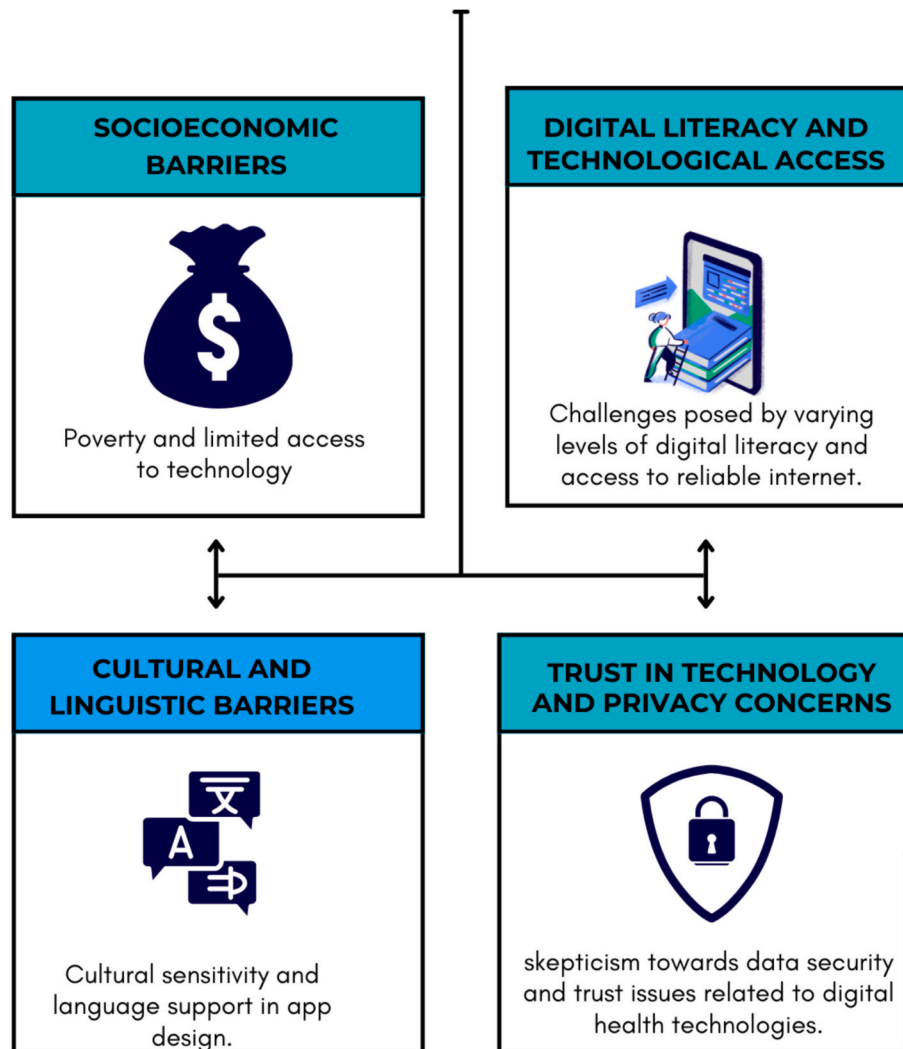 SOCIOECONOMIC
BARRIERS
$
Poverty and limited access
to technology
DIGITAL LITERACY AND
TECHNOLOGICAL ACCESS
Challenges posed by varying
levels of digital literacy and
access to reliable internet.
CULTURAL AND
LINGUISTIC BARRIERS
文
A
Cultural sensitivity and
language support in app
design.
TRUST IN TECHNOLOGY
AND PRIVACY CONCERNS
skepticism towards data security
and trust issues related to digital
health technologies.